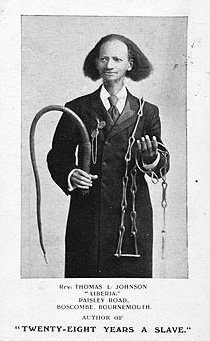 Rev: THOMAS L. JOHNSON
"LIBERIA."
PAISLEY ROAD,
BOSCOMBE, BOURNEMOUTH.
AUTHOR OF
"TWENTY-EIGHT YEARS A SLAVE."